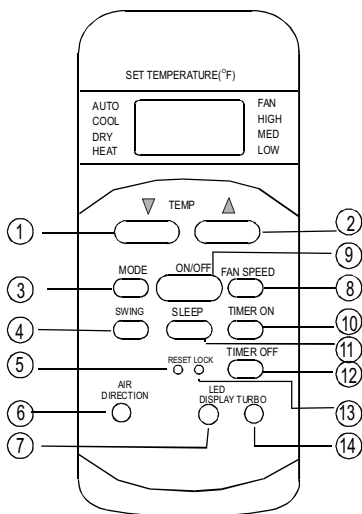 SET TEMPERATURE(°F)
AUTO
COOL
DRY
HEAT
FAN
HIGH
MED
LOW
TEMP
1
2
9
MODE
ON/OFF
FAN SPEED
3
8
SWING
SLEEP
TIMER ON
4
10
11
RESET LOCK
TIMER OFF
5
12
AIR
DIRECTION
LED
DISPLAY TURBO
6
13
7
14